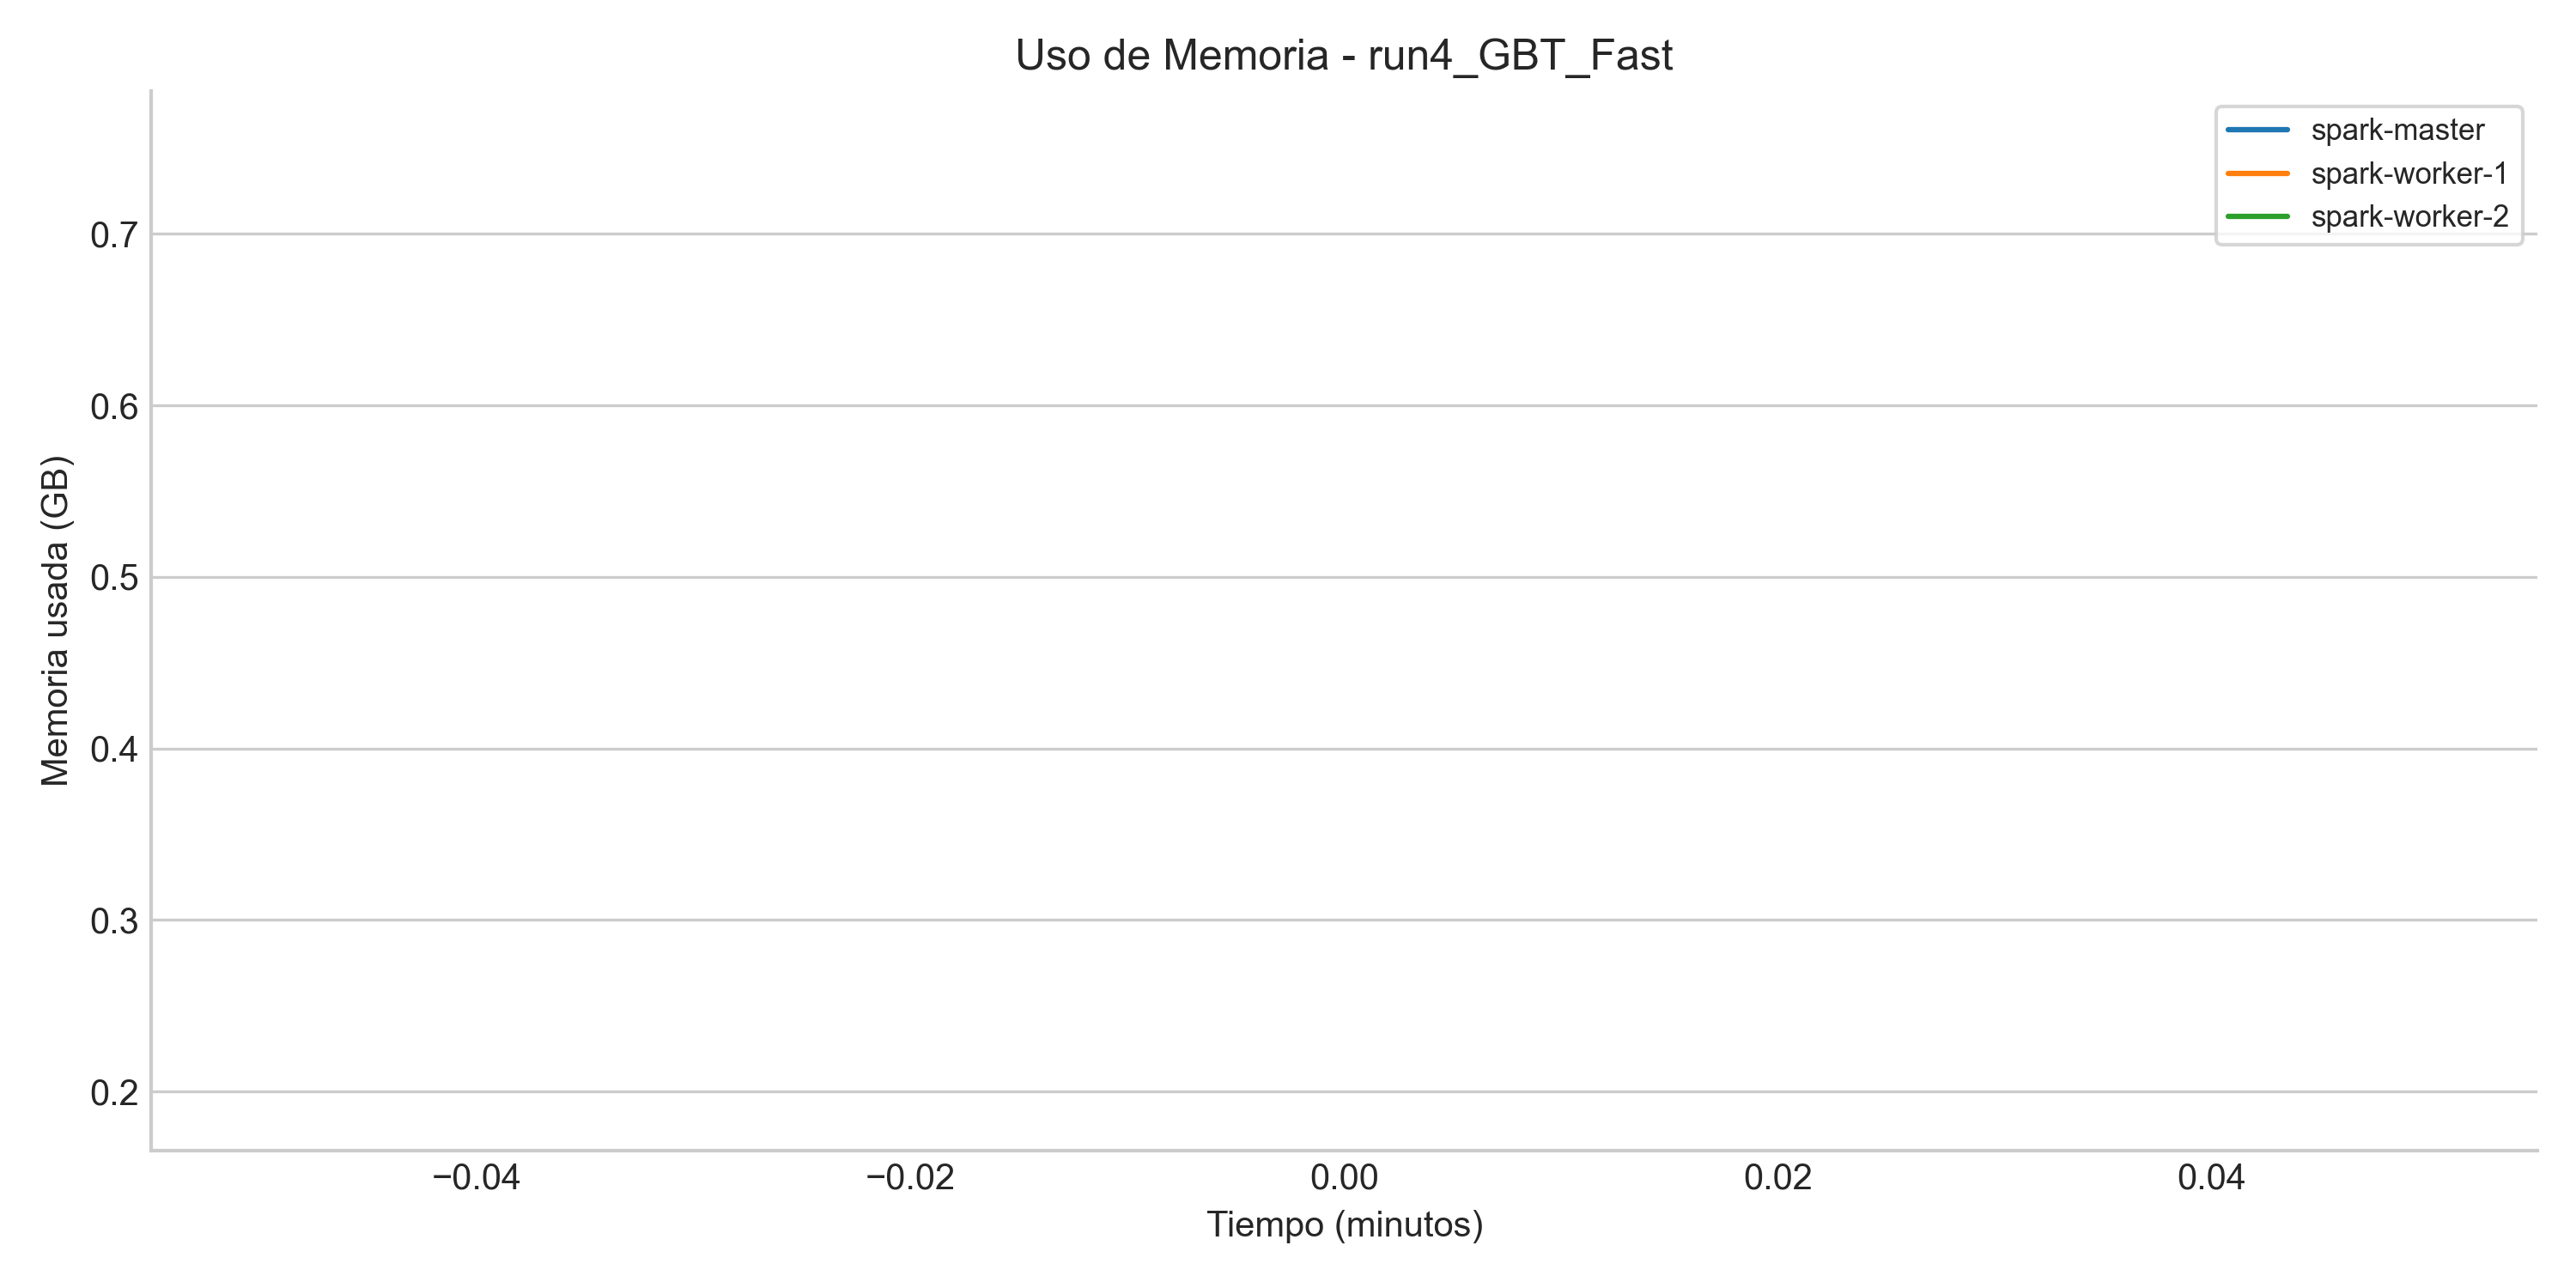 Uso de Memoria - run4_GBT_Fast
spark-master
spark-worker-1
spark-worker-2
Memoria usada (GB)
0.7
0.6
0.5
0.4
0.3
0.2
−0.04
−0.02
0.00
0.02
0.04
Tiempo (minutos)